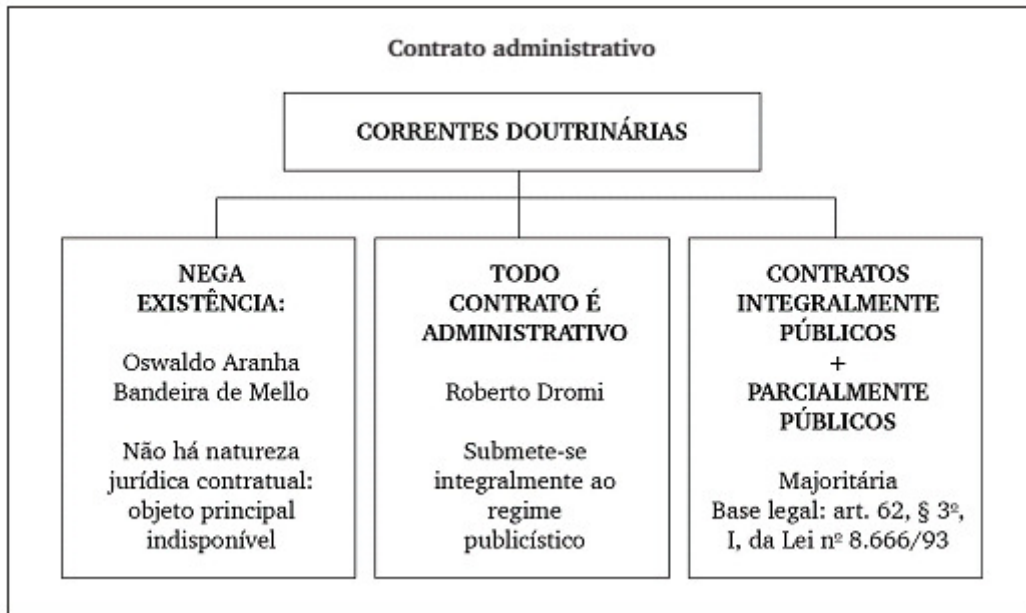 Contrato administrativo
CORRENTES DOUTRINÁRIAS
NEGA
EXISTÊNCIA:
Oswaldo Aranha
Bandeira de Mello
Não há natureza
jurídica contratual:
objeto principal
indisponível
TODO
CONTRATO É
ADMINISTRATIVO
Roberto Dromi
Submete-se
integralmente ao
regime
publicístico
CONTRATOS
INTEGRALMENTE
PÚBLICOS
+
PARCIALMENTE
PÚBLICOS
Majoritária
Base legal: art. 62, § 3º,
I, da Lei nº 8.666/93